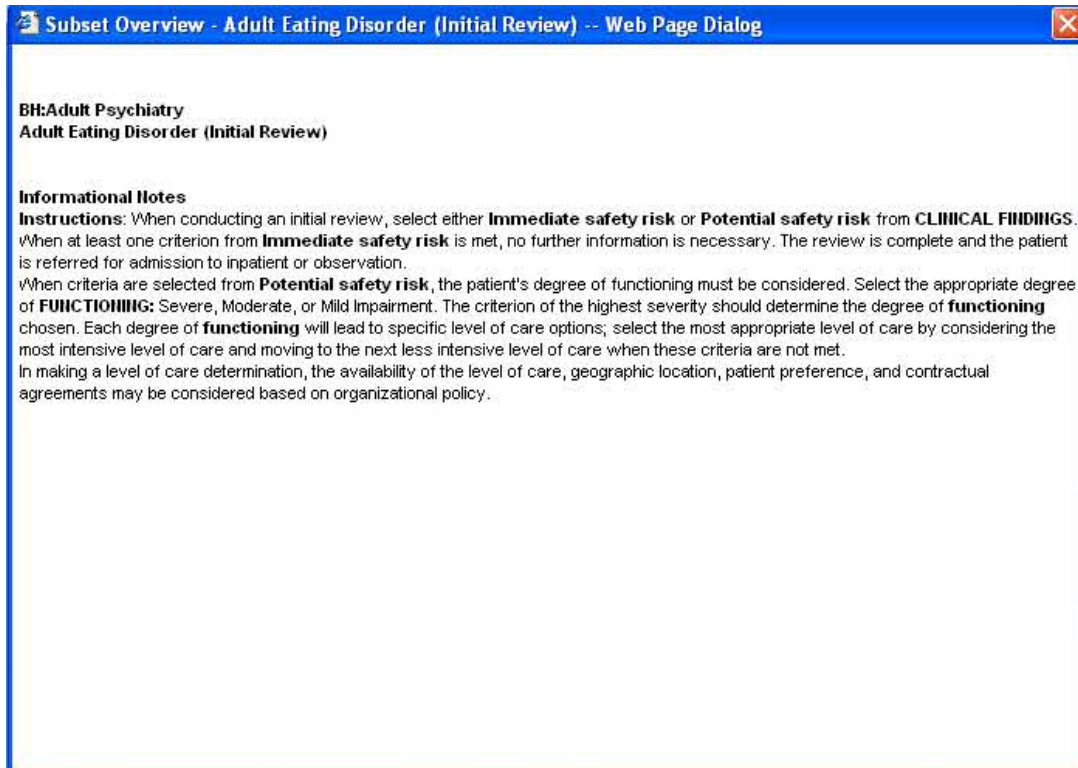 Subset Overview - Adult Eating Disorder (Initial Review) -- Web Page Dialog
BH:Adult Psychiatry
Adult Eating Disorder (Initial Review)
Informational Notes
Instructions: When conducting an initial review, select either Immediate safety risk or Potential safety risk from CLINICAL FINDINGS.
When at least one criterion from Immediate safety risk is met, no further information is necessary. The review is complete and the patient
is referred for admission to inpatient or observation.
When criteria are selected from Potential safety risk, the patient's degree of functioning must be considered. Select the appropriate degree
of FUNCTIONING: Severe, Moderate, or Mild Impairment. The criterion of the highest severity should determine the degree of functioning
chosen. Each degree of functioning will lead to specific level of care options; select the most appropriate level of care by considering the
most intensive level of care and moving to the next less intensive level of care when these criteria are not met.
In making a level of care determination, the availability of the level of care, geographic location, patient preference, and contractual
agreements may be considered based on organizational policy.